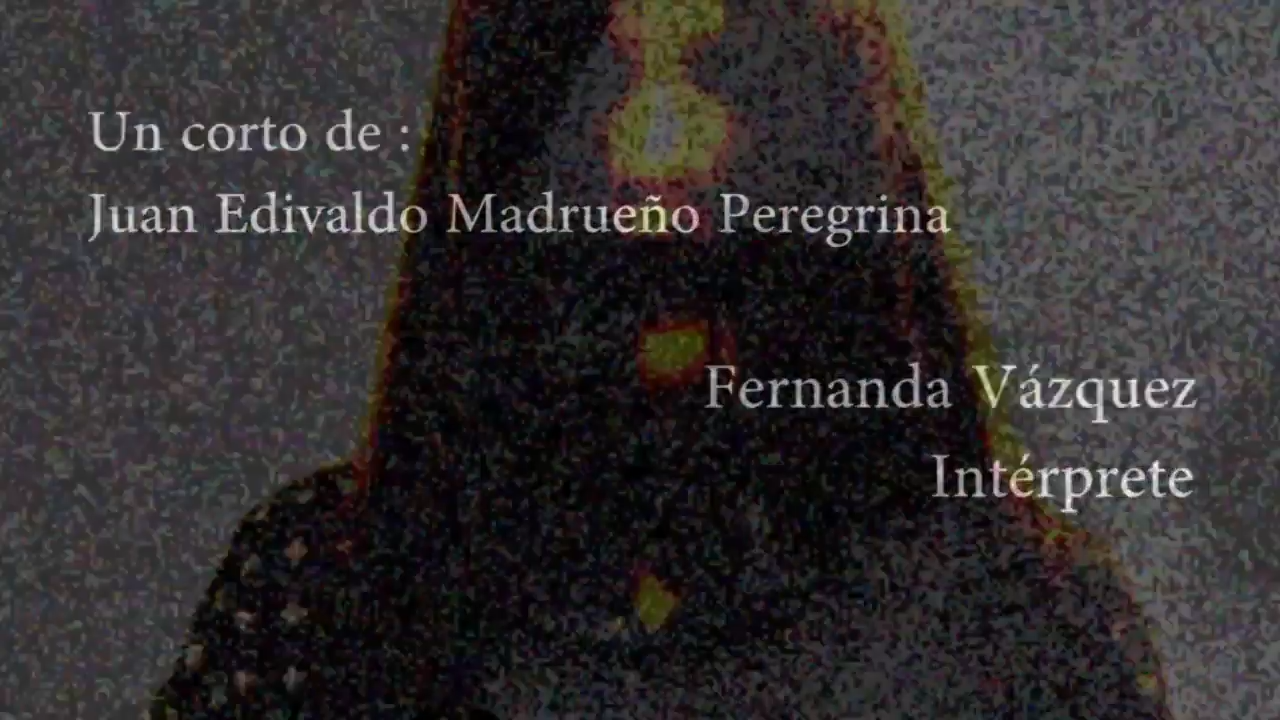 Un corto de :
Juan Edivaldo Madrueño Peregrina
Fernanda Vázquez
Intérprete